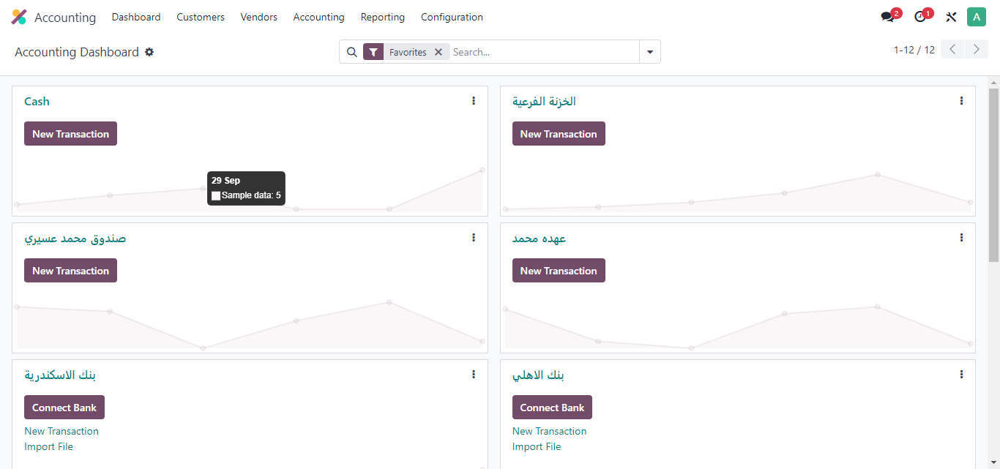 Accounting Dashboard Customers Vendors Accounting Reporting Configuration 2 1 A
Accounting Dashboard Favorites Search... 1-12 / 12
Cash
New Transaction
29 Sep
Sample data: 5
الخزنة الفرعية
New Transaction
صندوق محمد عسيري
New Transaction
عهده محمد
New Transaction
بنك الاسكندرية
Connect Bank
New Transaction
Import File
بنك الاهلي
Connect Bank
New Transaction
Import File